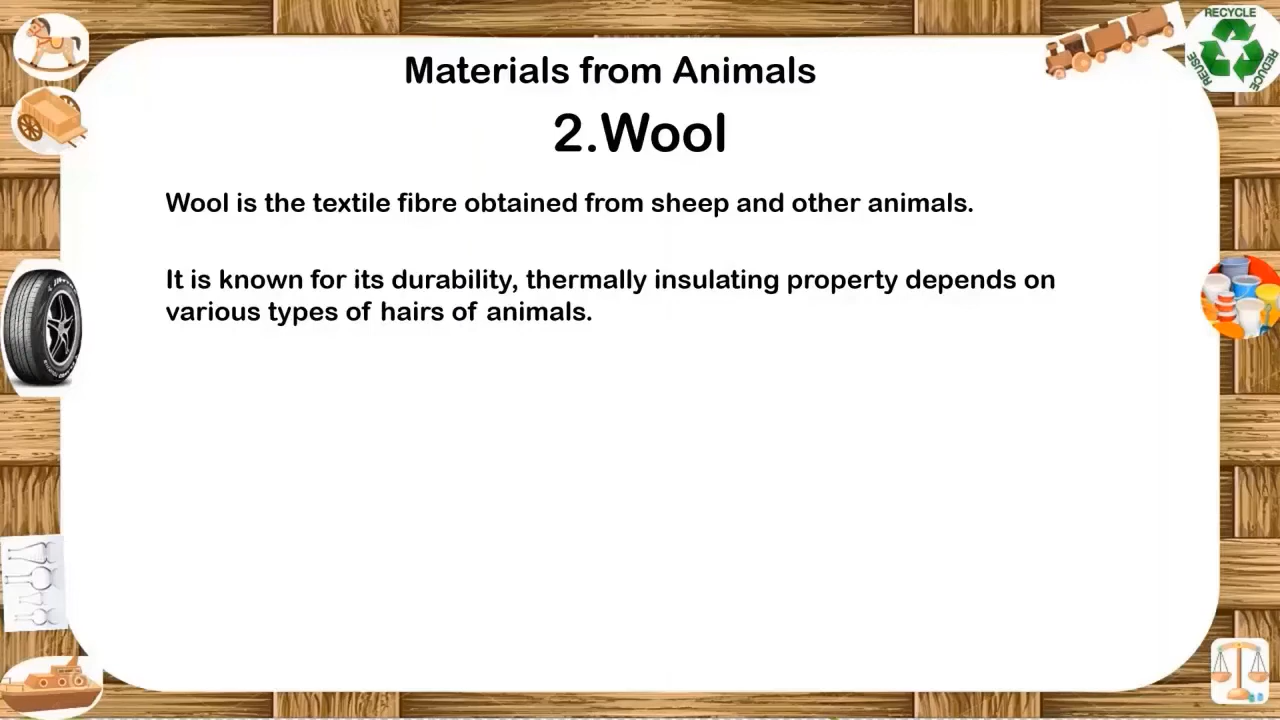 Materials from Animals
2.Wool
Wool is the textile fibre obtained from sheep and other animals.
It is known for its durability, thermally insulating property depends on
various types of hairs of animals.
RECYCLE
REUSE
REDUCE